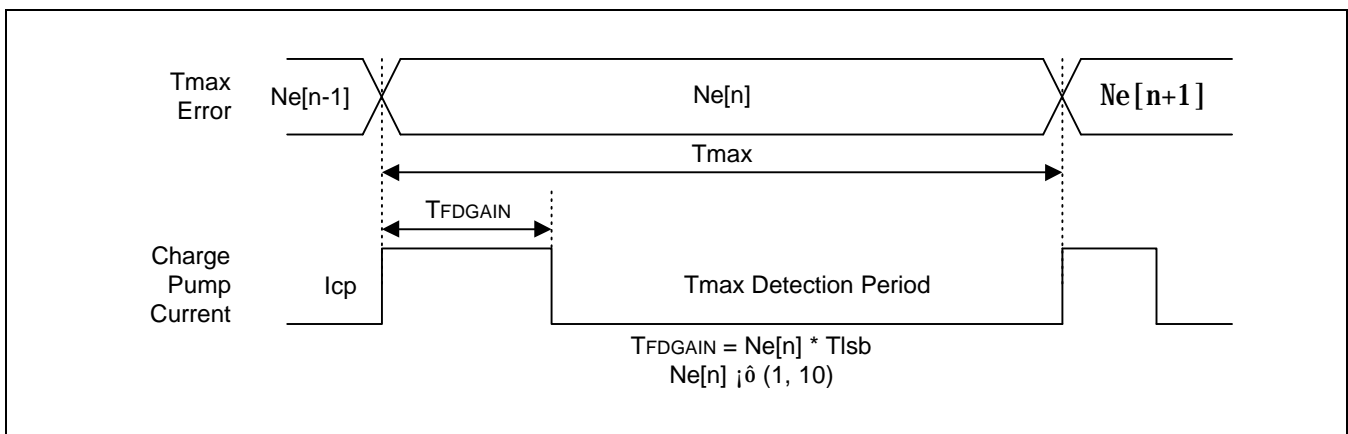 Tmax
Error
Ne[n-1]
Ne[n]
Ne[n+1]
Tmax
TFDGAIN
Charge
Pump
Current
Icp
Tmax Detection Period
TFDGAIN = Ne[n] * Tlsb
Ne[n] ¡ô (1, 10)